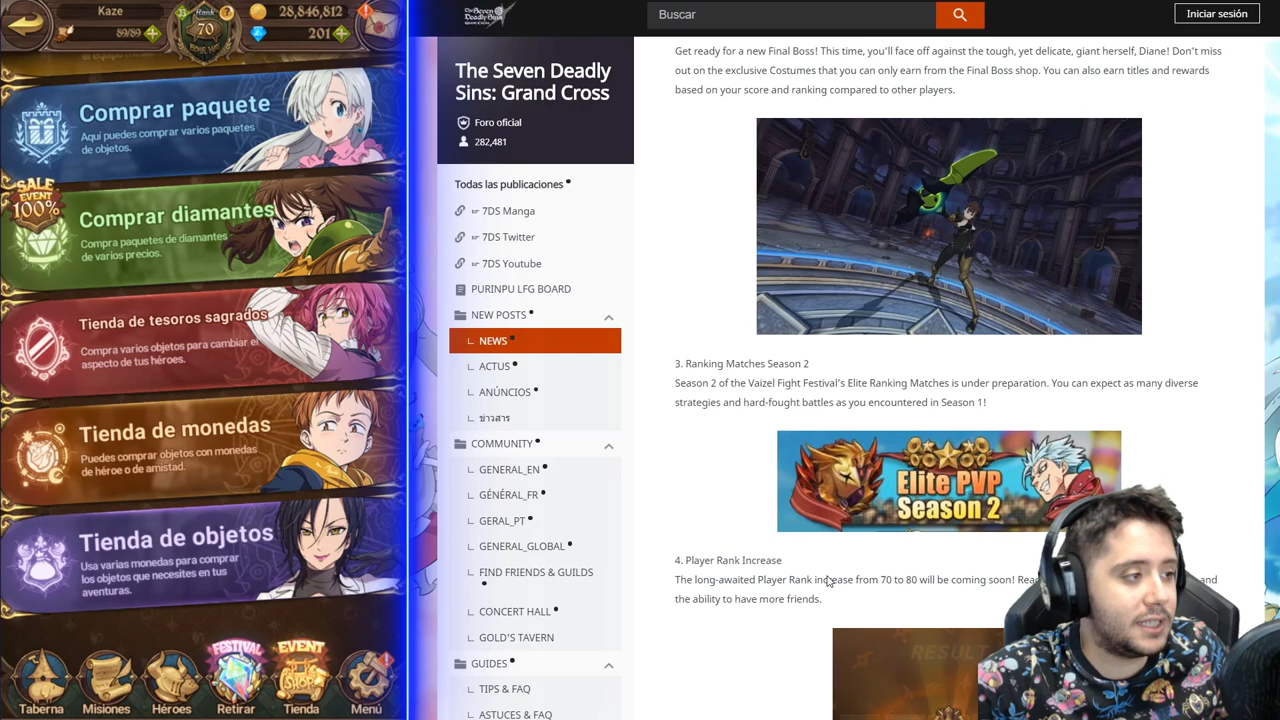 Kaze
89/89
33
Rank
70
28,846,812
201
Comprar paquete
Aquí puedes comprar varios paquetes
de objetos.
SALE
EVENT
100%
Comprar diamantes
Compra paquetes de diamantes
de varios precios.
Tienda de tesoros sagrados
Compra varios objetos para cambiar el
aspecto de tus héroes.
Tienda de monedas
Puedes comprar objetos con monedas
de héroe o de amistad.
Tienda de objetos
Usa varias monedas para comprar
los objetos que necesites en tus
aventuras.
FESTIVAL
EVENT
SHOP
Taberna
Misiones
Héroes
Retirar
Tienda
Menú
The Seven
Deadly Sins
Buscar
Iniciar sesión
The Seven Deadly
Sins: Grand Cross
Foro oficial
282,481
Todas las publicaciones
7DS Manga
7DS Twitter
7DS Youtube
PURINPU LFG BOARD
NEW POSTS
NEWS
ACTUS
ANÚNCIOS
ข่าวสาร
COMMUNITY
GENERAL_EN
GÉNÉRAL_FR
GERAL_PT
GENERAL_GLOBAL
FIND FRIENDS & GUILDS
CONCERT HALL
GOLD'S TAVERN
GUIDES
TIPS & FAQ
ASTUCES & FAQ
Get ready for a new Final Boss! This time, you'll face off against the tough, yet delicate, giant herself, Diane! Don't miss
out on the exclusive Costumes that you can only earn from the Final Boss shop. You can also earn titles and rewards
based on your score and ranking compared to other players.
3. Ranking Matches Season 2
Season 2 of the Vaizel Fight Festival's Elite Ranking Matches is under preparation. You can expect as many diverse
strategies and hard-fought battles as you encountered in Season 1!
Elite PVP
Season 2
4. Player Rank Increase
The long-awaited Player Rank increase from 70 to 80 will be coming soon! and
the ability to have more friends.
RESULT